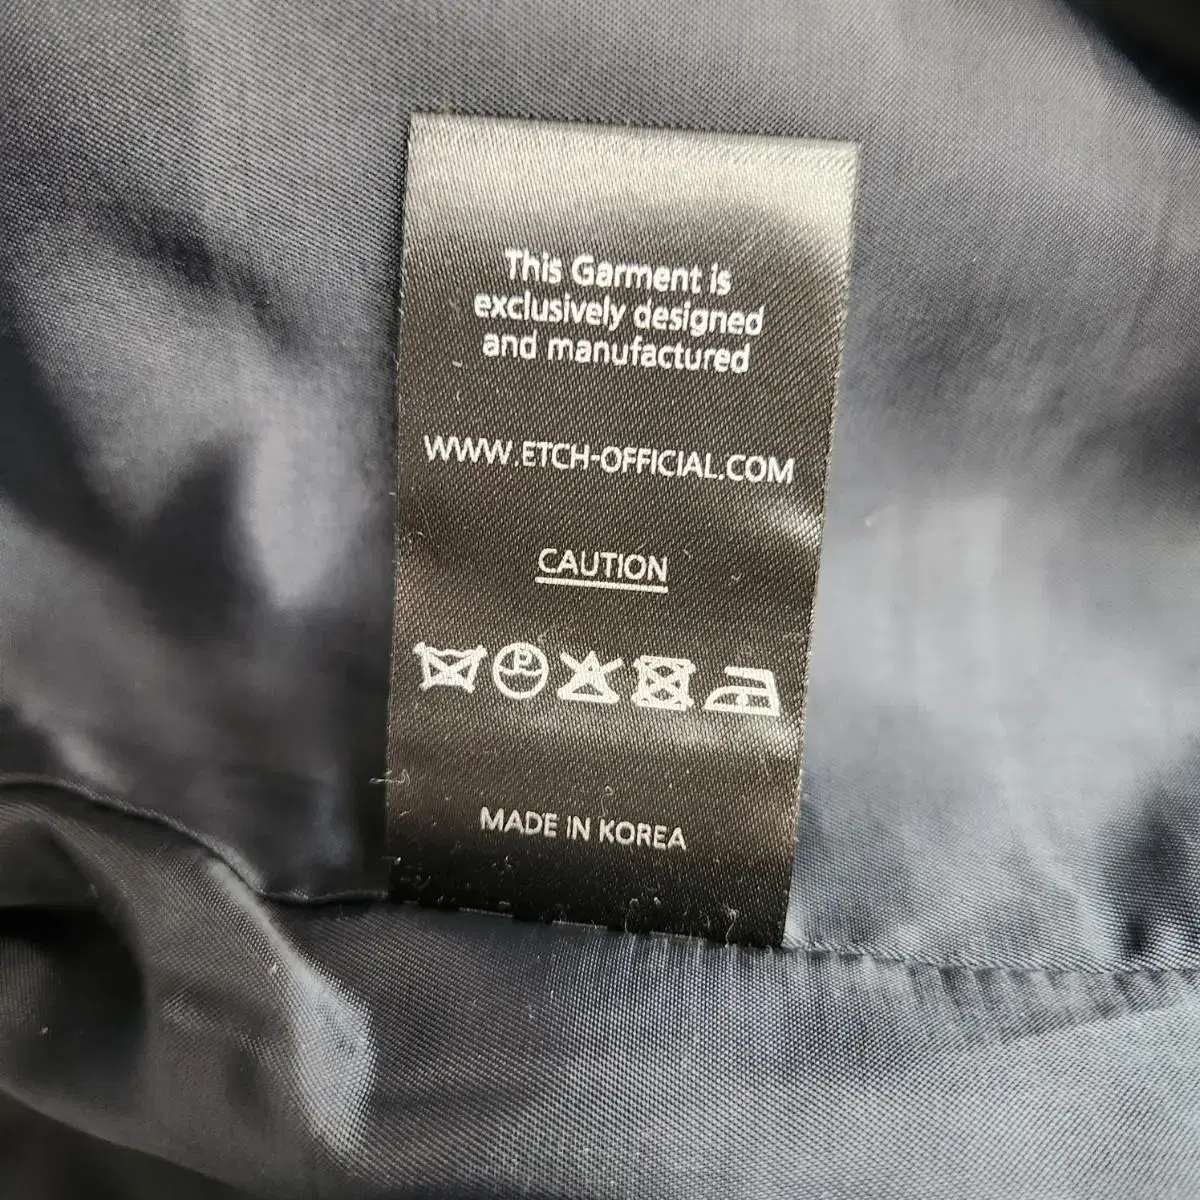 This Garment is
exclusively designed
and manufactured
WWW.ETCH-OFFICIAL.COM
CAUTION
P
MADE IN KOREA